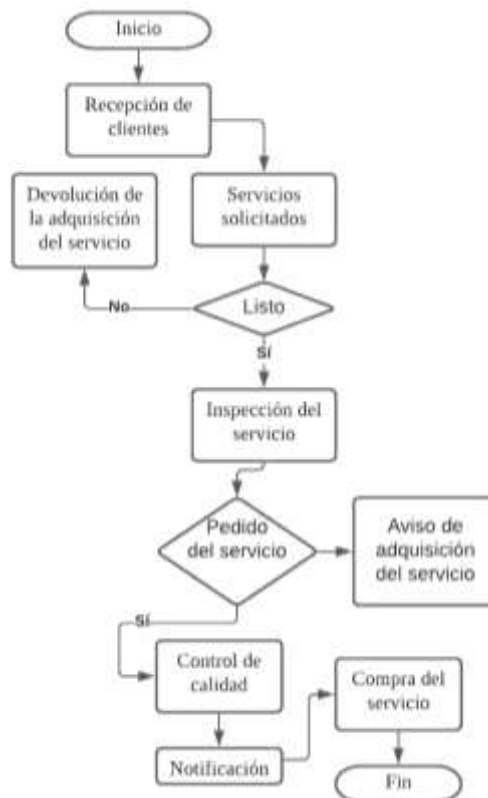 Inicio
Recepción de
clientes
Devolución de
la adquisición
del servicio
Servicios
solicitados
No
Listo
Sí
Inspección del
servicio
Pedido
del servicio
Aviso de
adquisición
del servicio
Sí
Control de
calidad
Compra del
servicio
Notificación
Fin